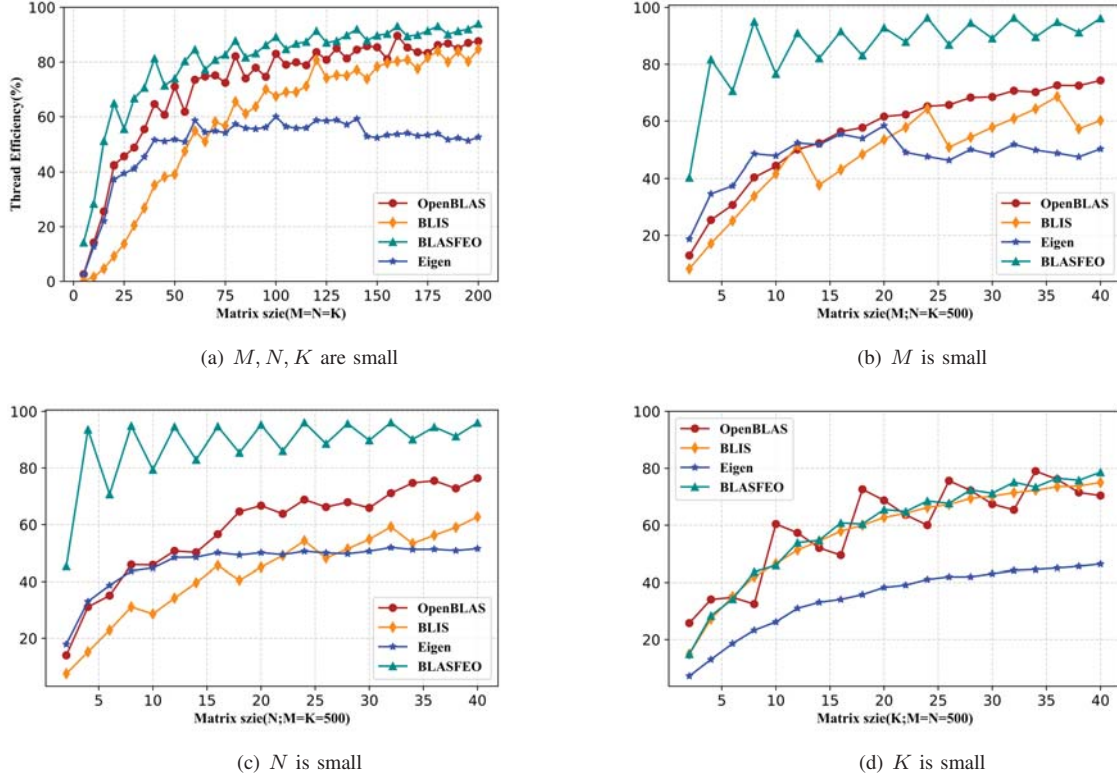 Thread Efficiency(%)
100
80
60
40
20
0
OpenBLAS
BLIS
BLASFEO
Eigen
0 25 50 75 100 125 150 175 200
Matrix szie(M=N=K)
(a) M, N, K are small
100
80
60
40
20
OpenBLAS
BLIS
Eigen
BLASFEO
5 10 15 20 25 30 35 40
Matrix szie(M;N=K=500)
(b) M is small
100
80
60
40
20
OpenBLAS
BLIS
Eigen
BLASFEO
5 10 15 20 25 30 35 40
Matrix szie(N;M=K=500)
(c) N is small
100
80
60
40
20
OpenBLAS
BLIS
Eigen
BLASFEO
5 10 15 20 25 30 35 40
Matrix szie(K;M=N=500)
(d) K is small